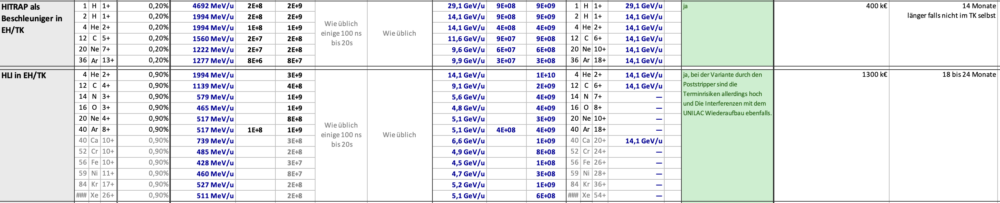 HITRAP als Beschleuniger in EH/TK
1 H 1+ 0,20% 4692 MeV/u 2E+8 2E+9 29,1 GeV/u 9E+08 9E+09 1 H 1+ 29,1 GeV/u ja 400 k€ 14 Monate
länger falls nicht im TK selbst
2 H 1+ 0,20% 1994 MeV/u 2E+8 2E+9 14,1 GeV/u 9E+08 9E+09 2 H 1+ 14,1 GeV/u
4 He 2+ 0,20% 1994 MeV/u 1E+8 1E+9 14,1 GeV/u 4E+08 4E+09 4 He 2+ 14,1 GeV/u
Wie üblich
einige 100 ns
bis 20s
Wie üblich
12 C 5+ 0,20% 1560 MeV/u 2E+7 2E+8 11,6 GeV/u 9E+07 9E+08 12 C 6+ 14,1 GeV/u
20 Ne 7+ 0,20% 1222 MeV/u 2E+7 2E+8 9,6 GeV/u 6E+07 6E+08 20 Ne 10+ 14,1 GeV/u
36 Ar 13+ 0,20% 1277 MeV/u 8E+6 8E+7 9,9 GeV/u 3E+07 3E+08 36 Ar 18+ 14,1 GeV/u
HLI in EH/TK
4 He 2+ 0,90% 1994 MeV/u 3E+9 14,1 GeV/u 1E+10 4 He 2+ 14,1 GeV/u 1300 k€ 18 bis 24 Monate
ja, bei der Variante durch den
Poststripper sind die
Terminrisiken allerdings hoch
und Die Interferenzen mit dem
UNILAC Wiederaufbau ebenfalls.
12 C 4+ 0,90% 1139 MeV/u 4E+8 9,1 GeV/u 2E+09 12 C 6+ 14,1 GeV/u
14 N 3+ 0,90% 579 MeV/u 1E+9 5,6 GeV/u 4E+09 14 N 7+ —
16 O 3+ 0,90% 465 MeV/u 1E+9 4,8 GeV/u 4E+09 16 O 8+ —
20 Ne 4+ 0,90% 517 MeV/u 8E+8 5,1 GeV/u 3E+09 20 Ne 10+ —
40 Ar 8+ 0,90% 517 MeV/u 1E+8 1E+9 5,1 GeV/u 4E+08 4E+09 40 Ar 18+ —
Wie üblich
einige 100 ns
bis 20s
Wie üblich
40 Ca 10+ 0,90% 739 MeV/u 3E+8 6,6 GeV/u 1E+09 40 Ca 20+ 14,1 GeV/u
52 Cr 10+ 0,90% 485 MeV/u 2E+8 4,9 GeV/u 8E+08 52 Cr 24+ —
56 Fe 10+ 0,90% 428 MeV/u 3E+7 4,5 GeV/u 1E+08 56 Fe 26+ —
59 Ni 11+ 0,90% 460 MeV/u 8E+7 4,7 GeV/u 3E+08 59 Ni 28+ —
84 Kr 17+ 0,90% 527 MeV/u 2E+8 5,2 GeV/u 1E+09 84 Kr 36+ —
### Xe 26+ 0,90% 511 MeV/u 2E+8 5,1 GeV/u 6E+08 ### Xe 54+ —